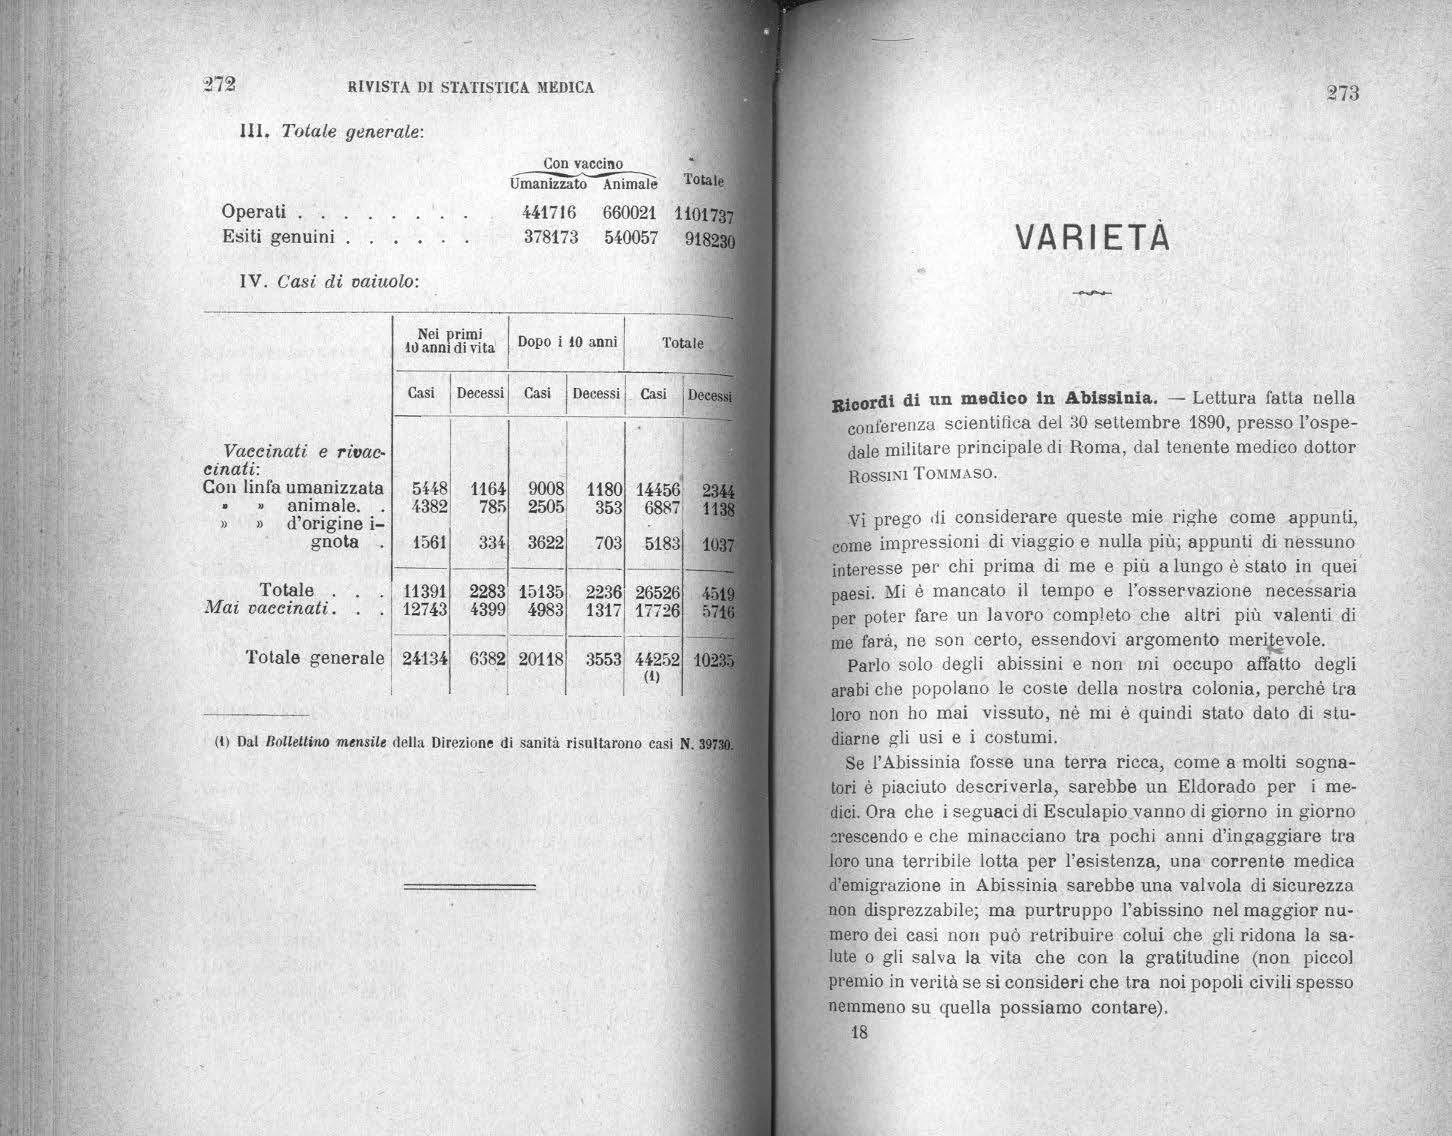 272 RIVISTA DI STATISTICA MEDICA
III. Totale generale:
Con vaccino
Umanizzato Animale Totale
Operati . . . . . . . . 441716 660021 1101737
Esiti genuini . . . . . . 378173 540057 918230
IV. Casi di vaiuolo:
Nei primi
10 anni di vita Dopo i 10 anni Totale
Casi Decessi Casi Decessi Casi Decessi
Vaccinati e rivac-
cinati:
Con linfa umanizzata 5448 1164 9008 1180 14456 2344
» » animale. . 4382 785 2505 353 6887 1138
» » d'origine i-
gnota . 1561 334 3622 703 5183 1037
Totale . . . 11391 2283 15135 2236 26526 4519
Mai vaccinati. . . 12743 4399 4983 1317 17726 5716
Totale generale 24134 6382 20118 3553 44252 10235
(1)
(1) Dal Bollettino mensile della Direzione di sanità risultarono casi N. 39730.
273
VARIETÀ
Ricordi di un medico in Abissinia. — Lettura fatta nella
conferenza scientifica del 30 settembre 1890, presso l'ospe-
dale militare principale di Roma, dal tenente medico dottor
ROSSINI TOMMASO.
Vi prego di considerare queste mie righe come appunti,
come impressioni di viaggio e nulla più; appunti di nessuno
interesse per chi prima di me e più a lungo è stato in quei
paesi. Mi è mancato il tempo e l'osservazione necessaria
per poter fare un lavoro completo che altri più valenti di
me farà, ne son certo, essendovi argomento meritevole.
Parlo solo degli abissini e non mi occupo affatto degli
arabi che popolano le coste della nostra colonia, perchè tra
loro non ho mai vissuto, nè mi è quindi stato dato di stu-
diarne gli usi e i costumi.
Se l'Abissinia fosse una terra ricca, come a molti sogna-
tori è piaciuto descriverla, sarebbe un Eldorado per i me-
dici. Ora che i seguaci di Esculapio vanno di giorno in giorno
crescendo e che minacciano tra pochi anni d'ingaggiare tra
loro una terribile lotta per l'esistenza, una corrente medica
d'emigrazione in Abissinia sarebbe una valvola di sicurezza
non disprezzabile; ma purtruppo l'abissino nel maggior nu-
mero dei casi non può retribuire colui che gli ridona la sa-
lute o gli salva la vita che con la gratitudine (non piccol
premio in verità se si consideri che tra noi popoli civili spesso
nemmeno su quella possiamo contare).
18